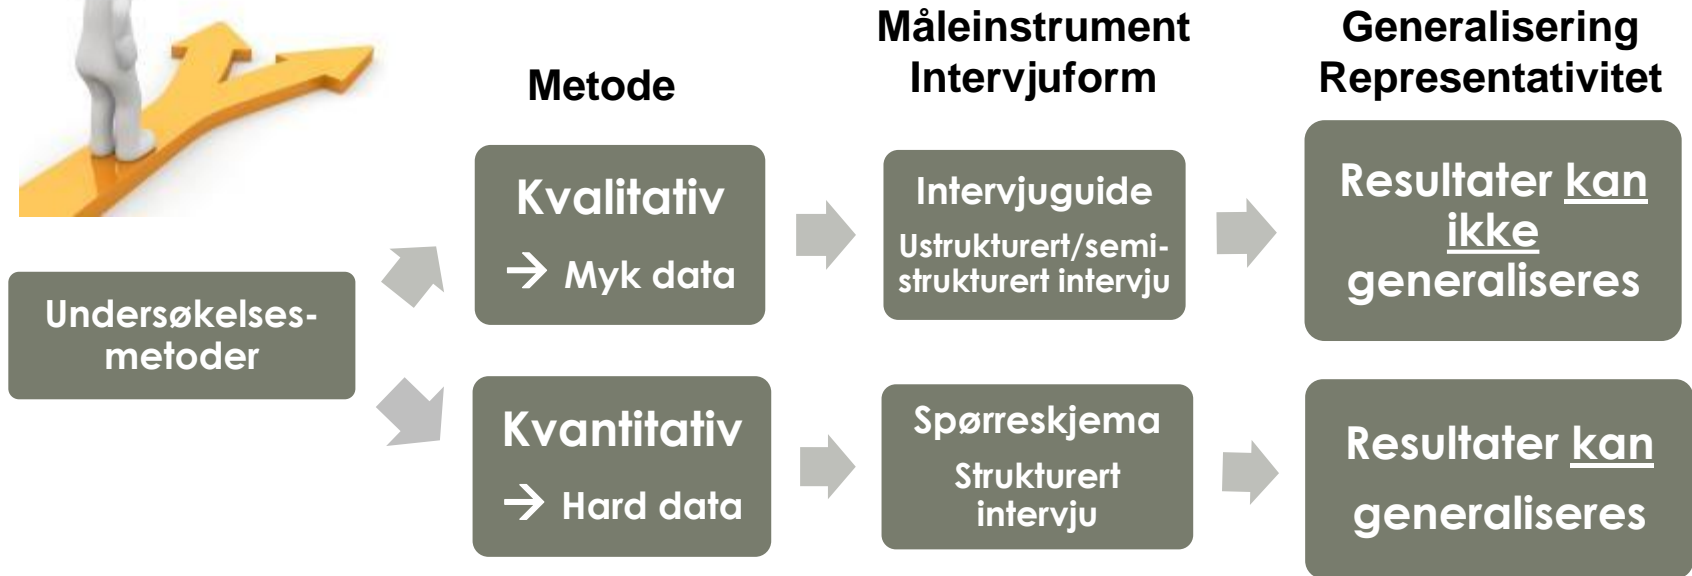 Metode
Måleinstrument
Intervjuform
Generalisering
Representativitet
Undersøkelses-
metoder
Kvalitativ
→ Myk data
Intervjuguide
Ustrukturert/semi-
strukturert intervju
Resultater kan
ikke
generaliseres
Kvantitativ
→ Hard data
Spørreskjema
Strukturert
intervju
Resultater kan
generaliseres